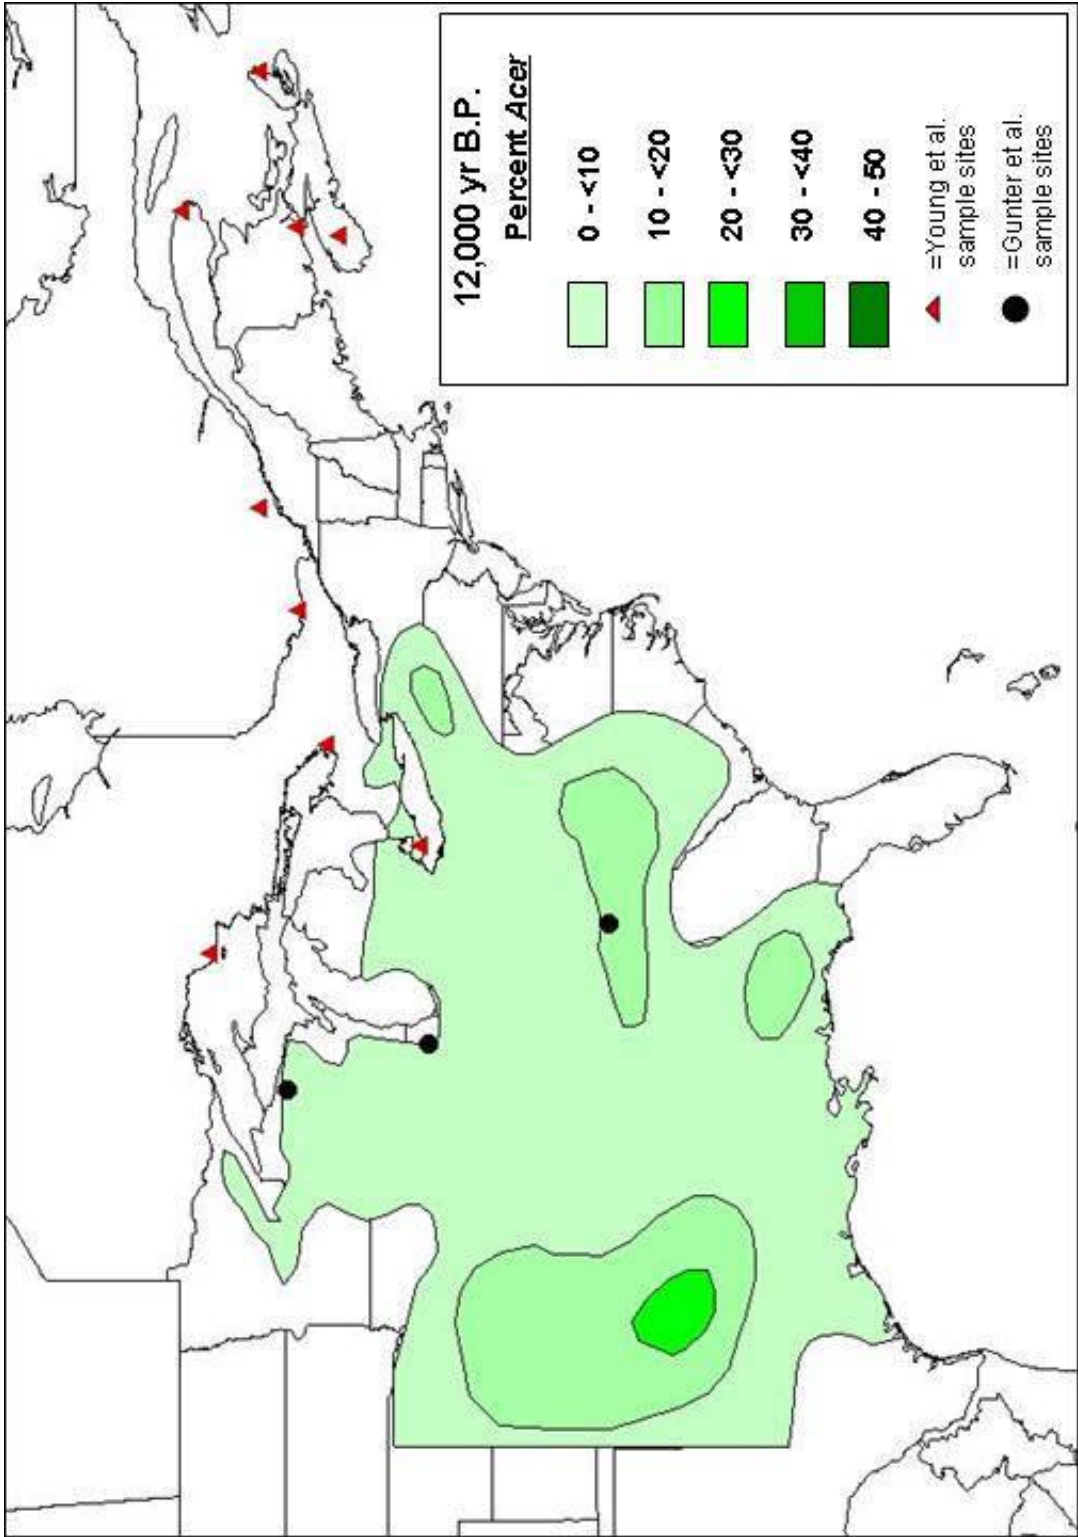 12,000 yr B.P.
Percent Acer
0 - <10
10 - <20
20 - <30
30 - <40
40 - 50
=Young et al.
sample sites
=Gunter et al.
sample sites